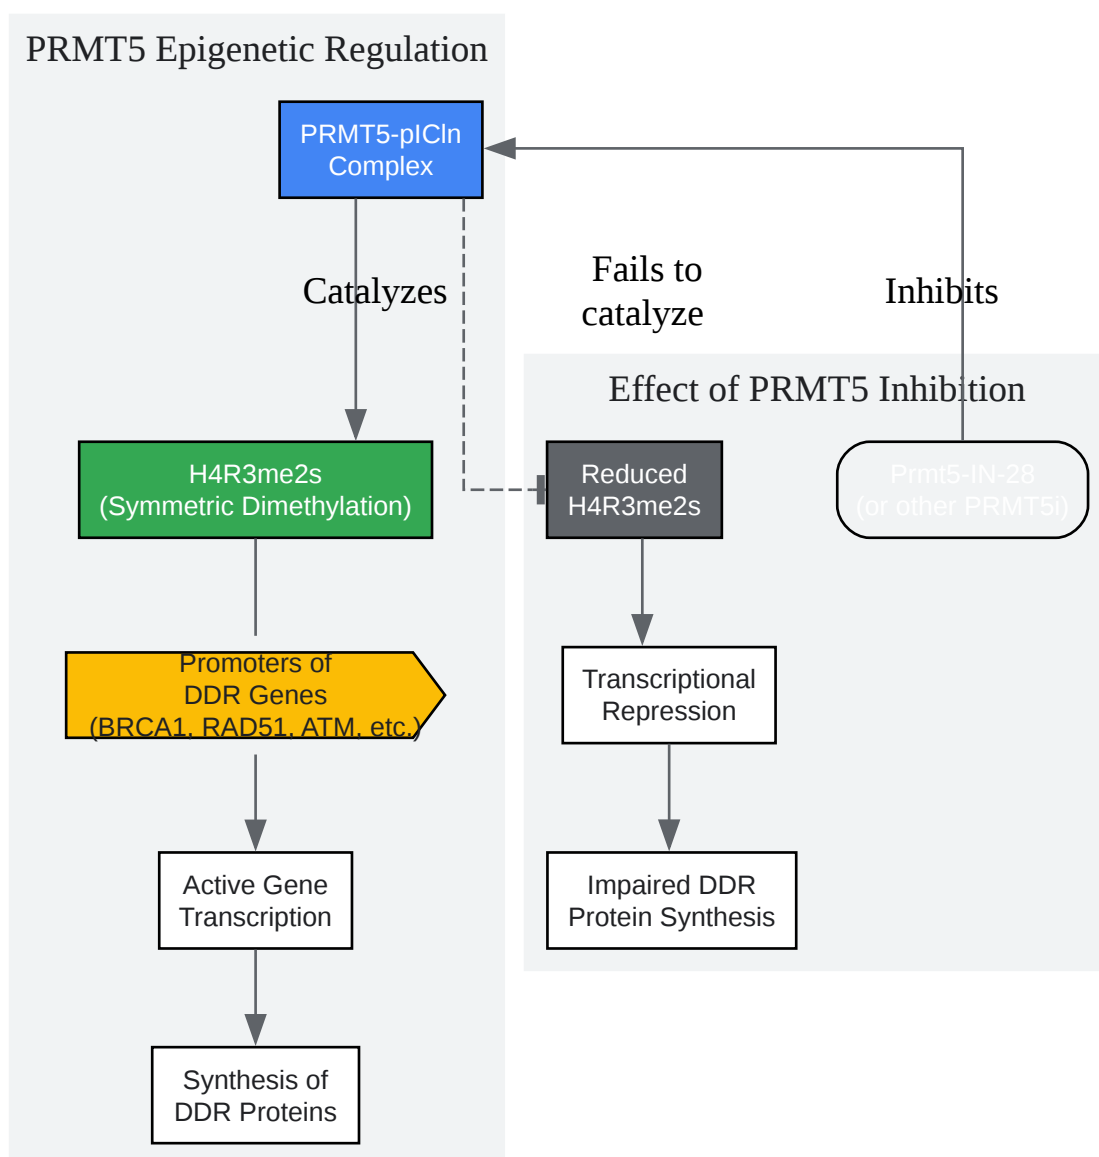 PRMT5 Epigenetic Regulation
PRMT5-pICln
Complex
Catalyzes
Fails to
catalyze
Inhibits
Effect of PRMT5 Inhibition
H4R3me2s
(Symmetric Dimethylation)
Reduced
H4R3me2s
Prmt5-IN-28
(or other PRMT5i)
Promoters of
DDR Genes
(BRCA1, RAD51, ATM, etc.)
Transcriptional
Repression
Active Gene
Transcription
Impaired DDR
Protein Synthesis
Synthesis of
DDR Proteins